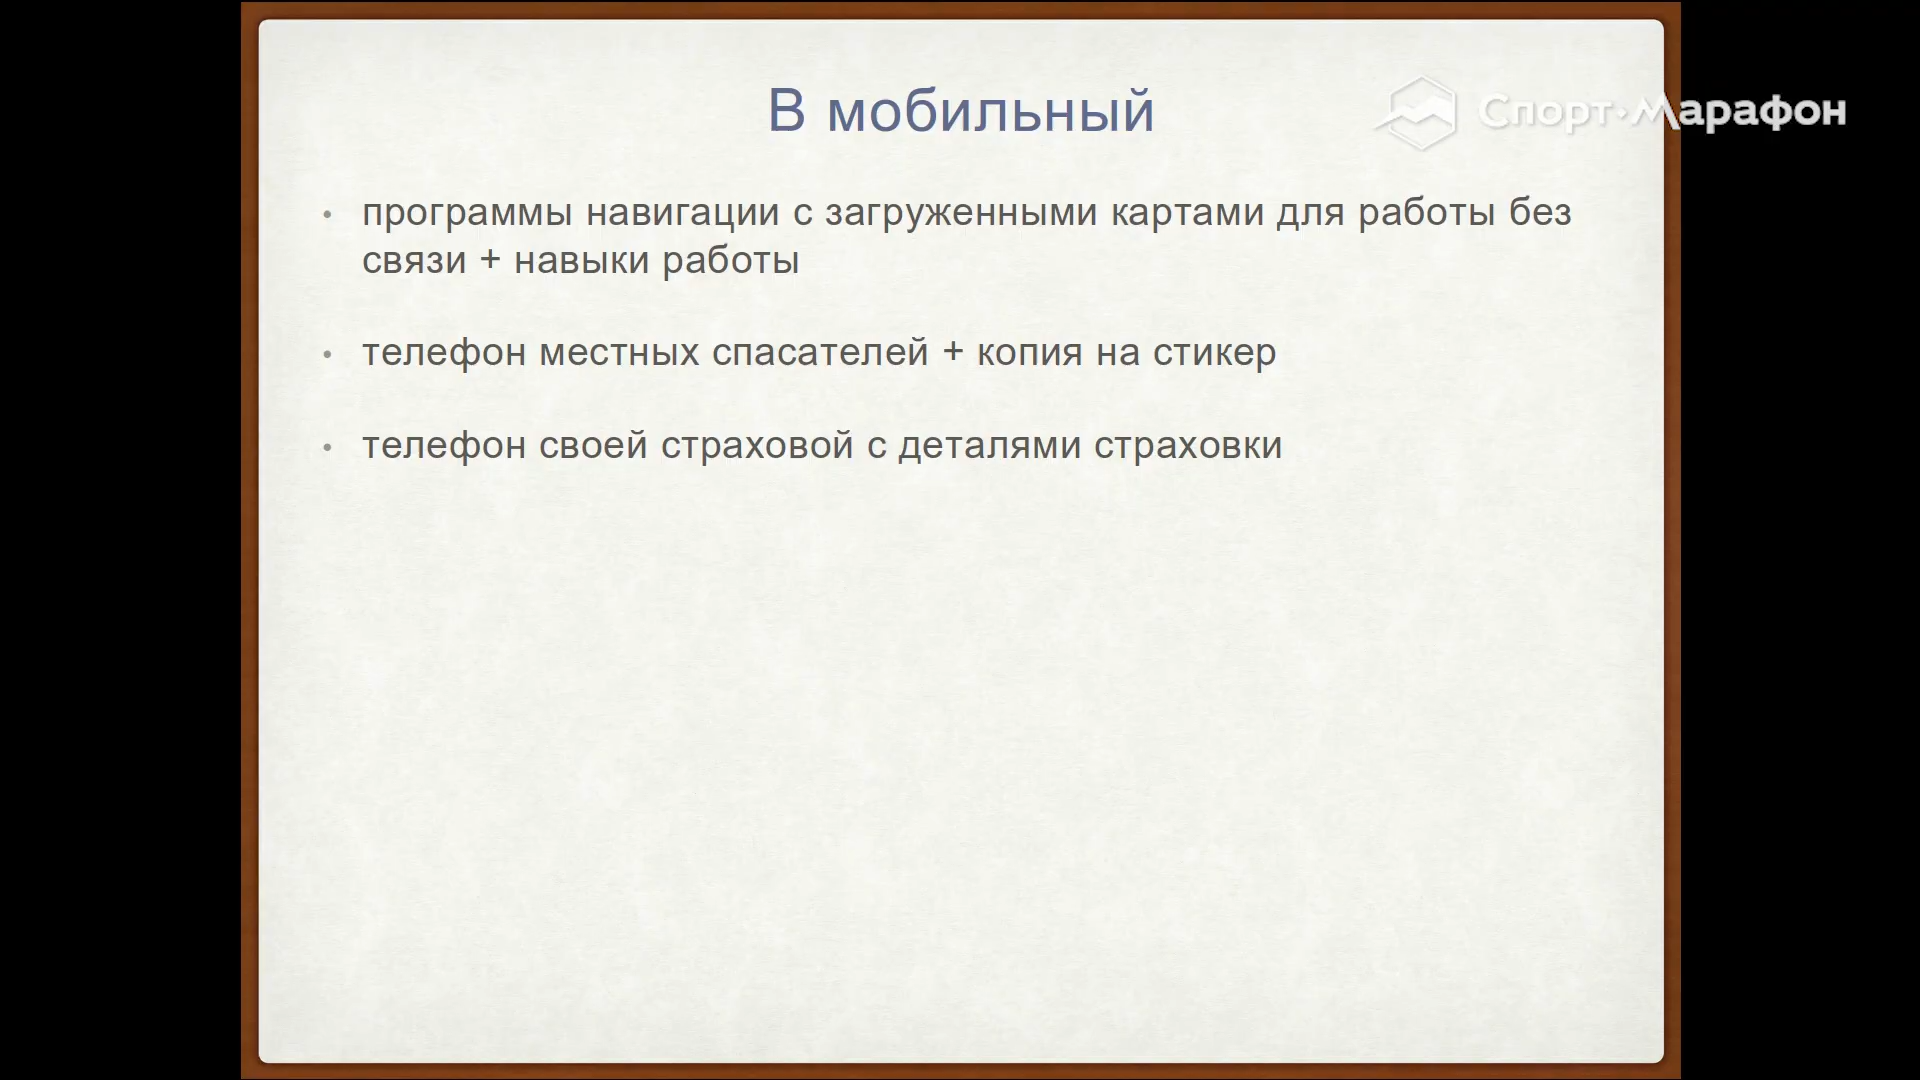 В мобильный
Спорт·Марафон
• программы навигации с загруженными картами для работы без
связи + навыки работы
• телефон местных спасателей + копия на стикер
• телефон своей страховой с деталями страховки